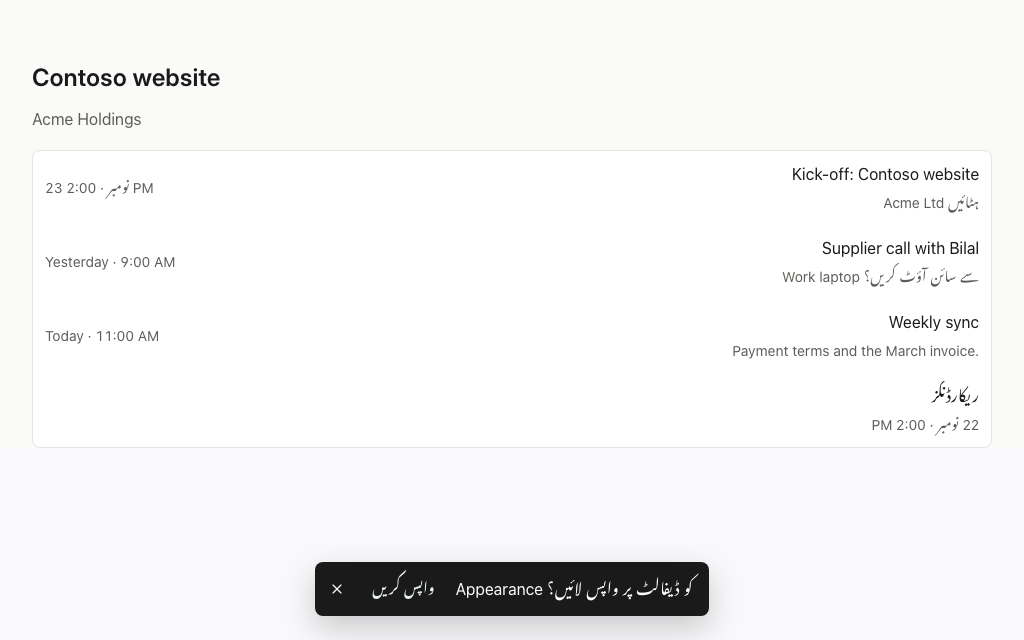 Contoso website
Acme Holdings
Kick-off: Contoso website
Acme Ltd ہٹائیں
23 نومبر · 2:00 PM
Supplier call with Bilal
Work laptop سے سائن آؤٹ کریں؟
Yesterday · 9:00 AM
Weekly sync
Payment terms and the March invoice.
Today · 11:00 AM
ریکارڈنگز
22 نومبر · 2:00 PM
Appearance کو ڈیفالٹ پر واپس لائیں؟
واپس کریں